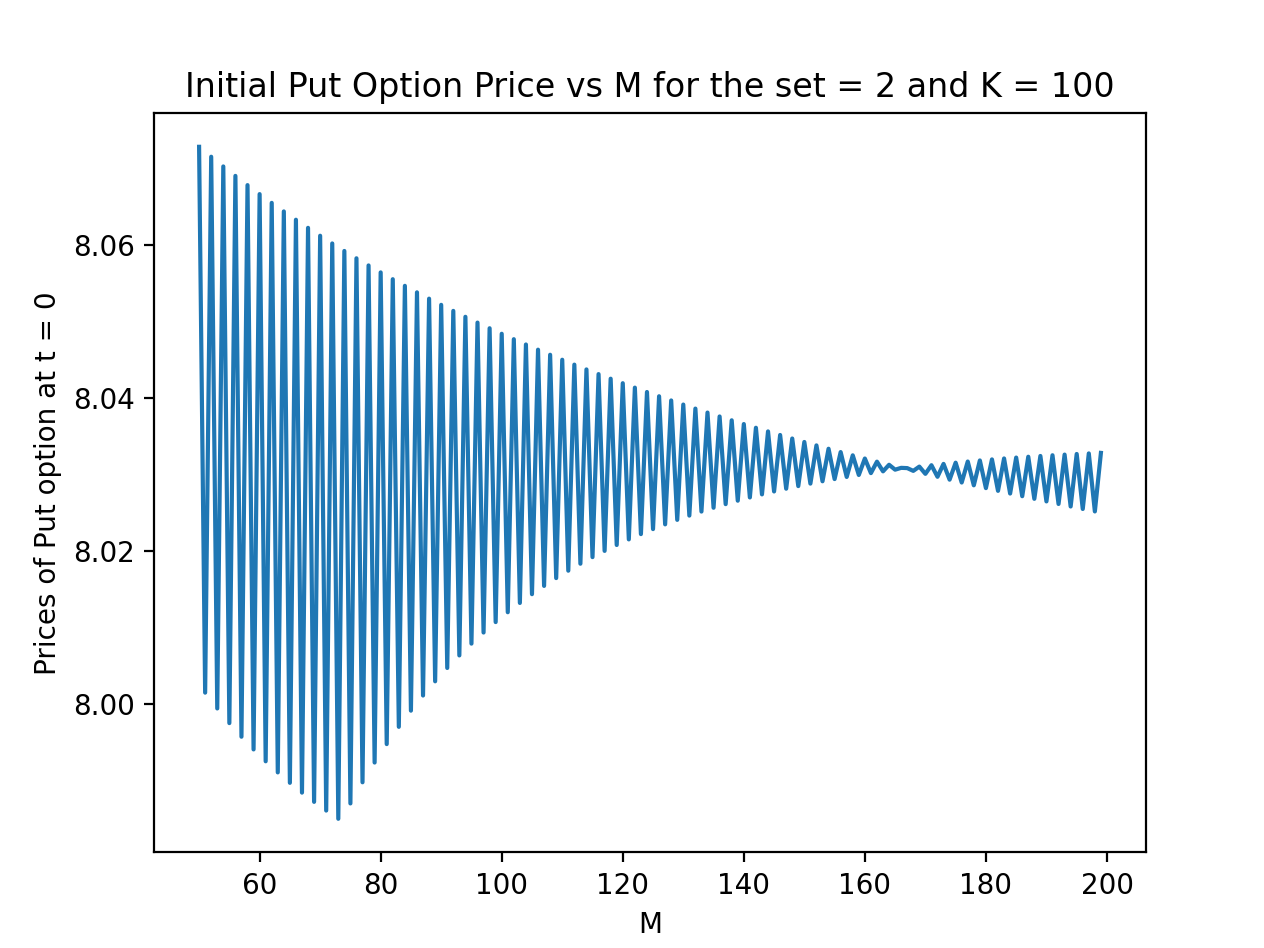 Initial Put Option Price vs M for the set = 2 and K = 100
Prices of Put option at t = 0
8.06
8.04
8.02
8.00
60 80 100 120 140 160 180 200
M